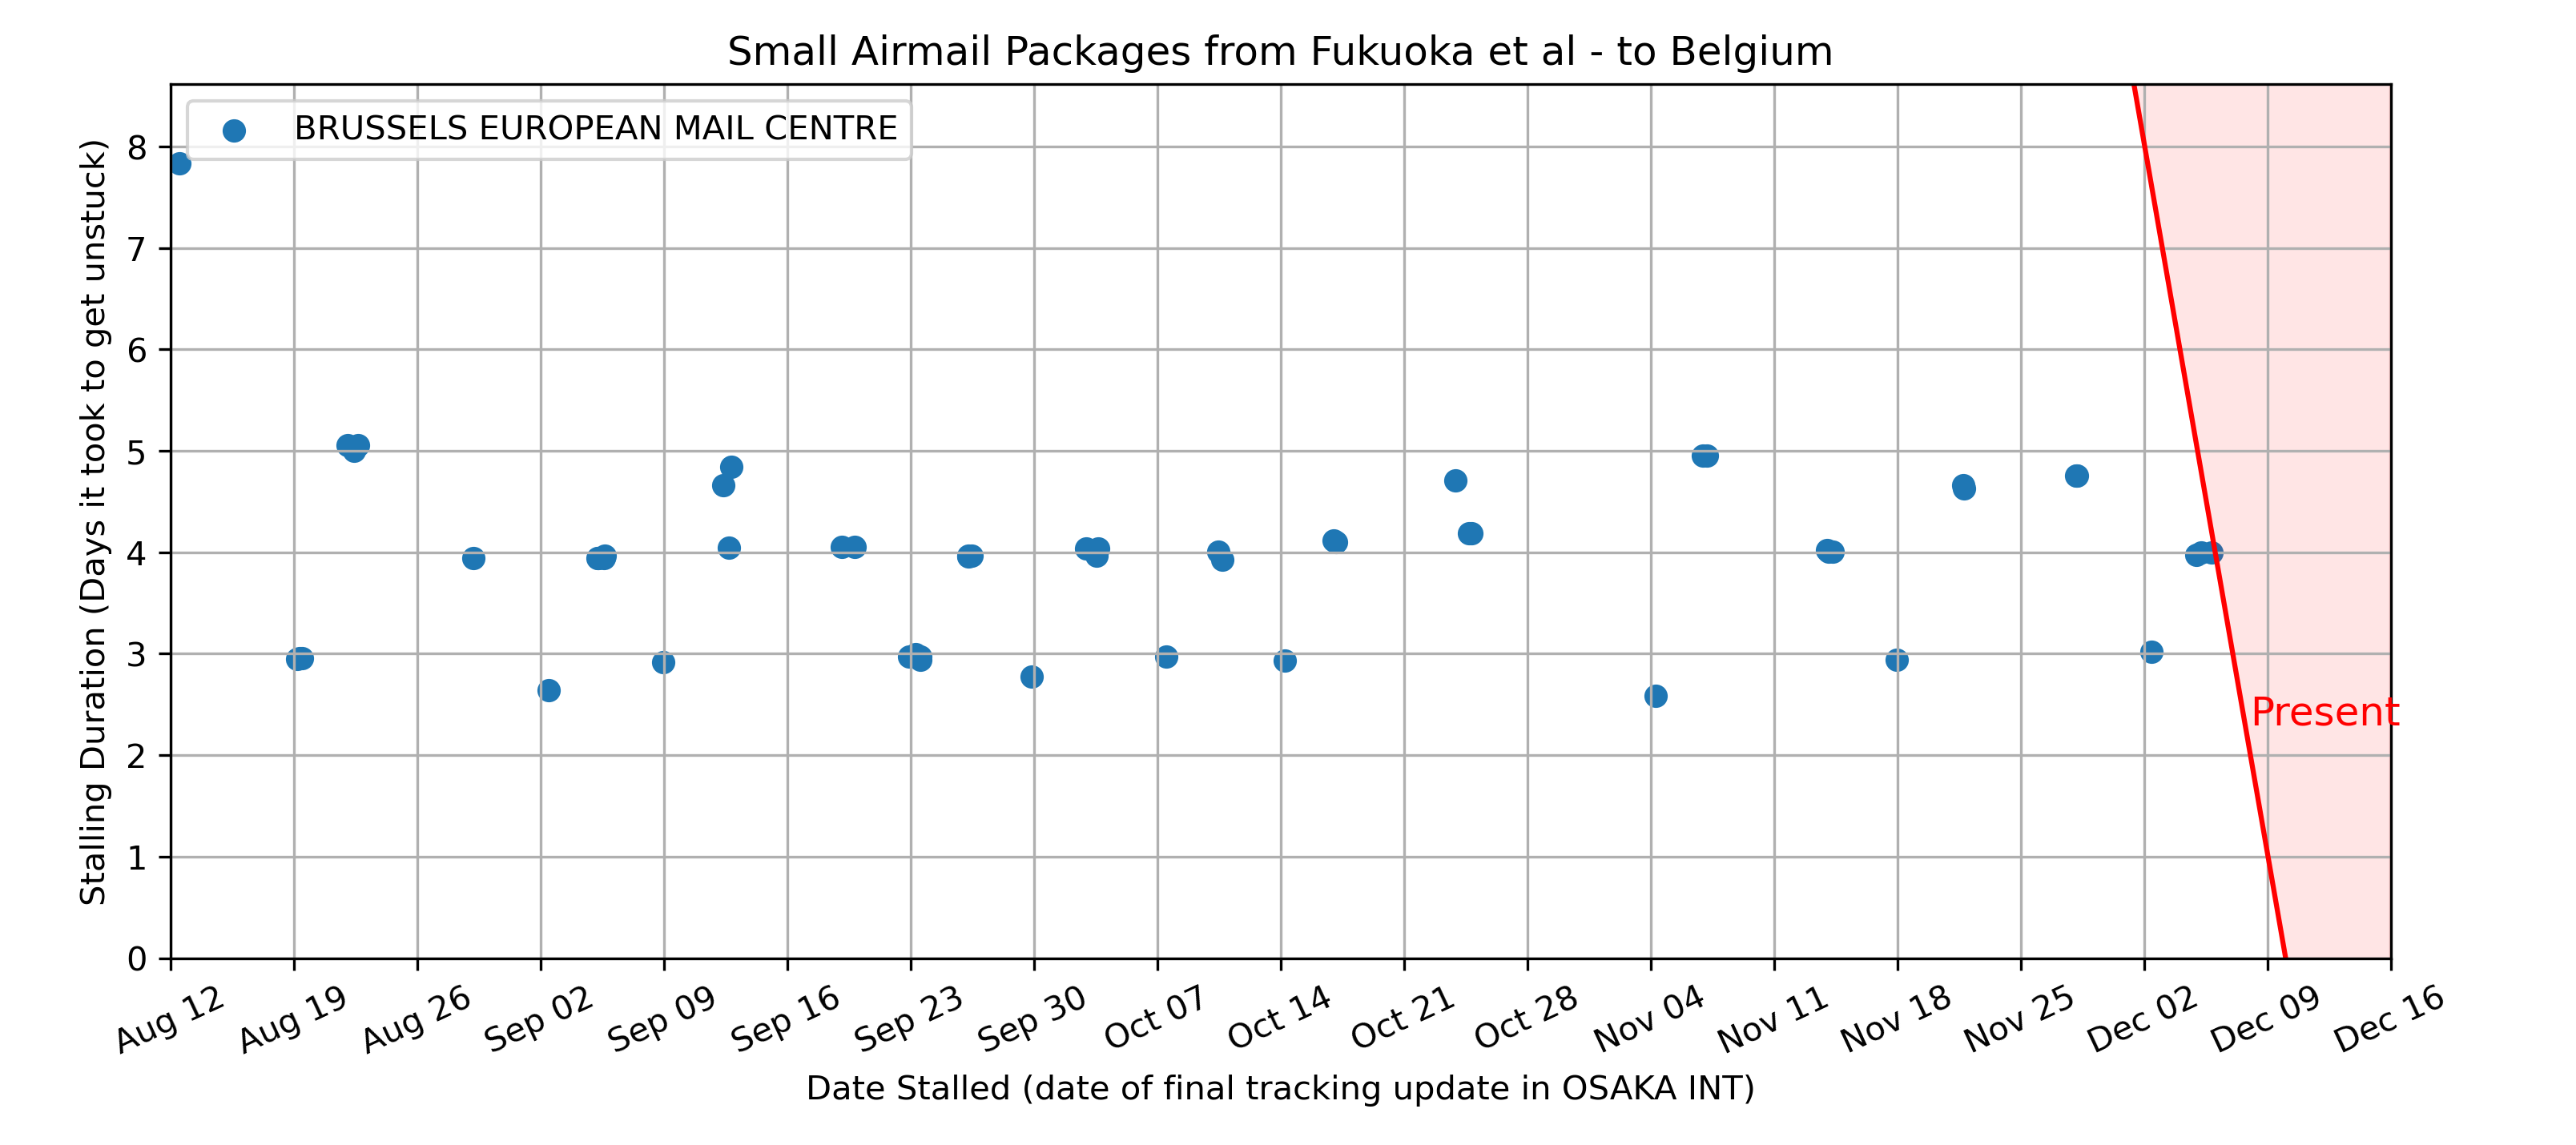 Small Airmail Packages from Fukuoka et al - to Belgium
BRUSSELS EUROPEAN MAIL CENTRE
Stalling Duration (Days it took to get unstuck)
8
7
6
5
4
3
2
1
0
Present
Aug 12
Aug 19
Aug 26
Sep 02
Sep 09
Sep 16
Sep 23
Sep 30
Oct 07
Oct 14
Oct 21
Oct 28
Nov 04
Nov 11
Nov 18
Nov 25
Dec 02
Dec 09
Dec 16
Date Stalled (date of final tracking update in OSAKA INT)